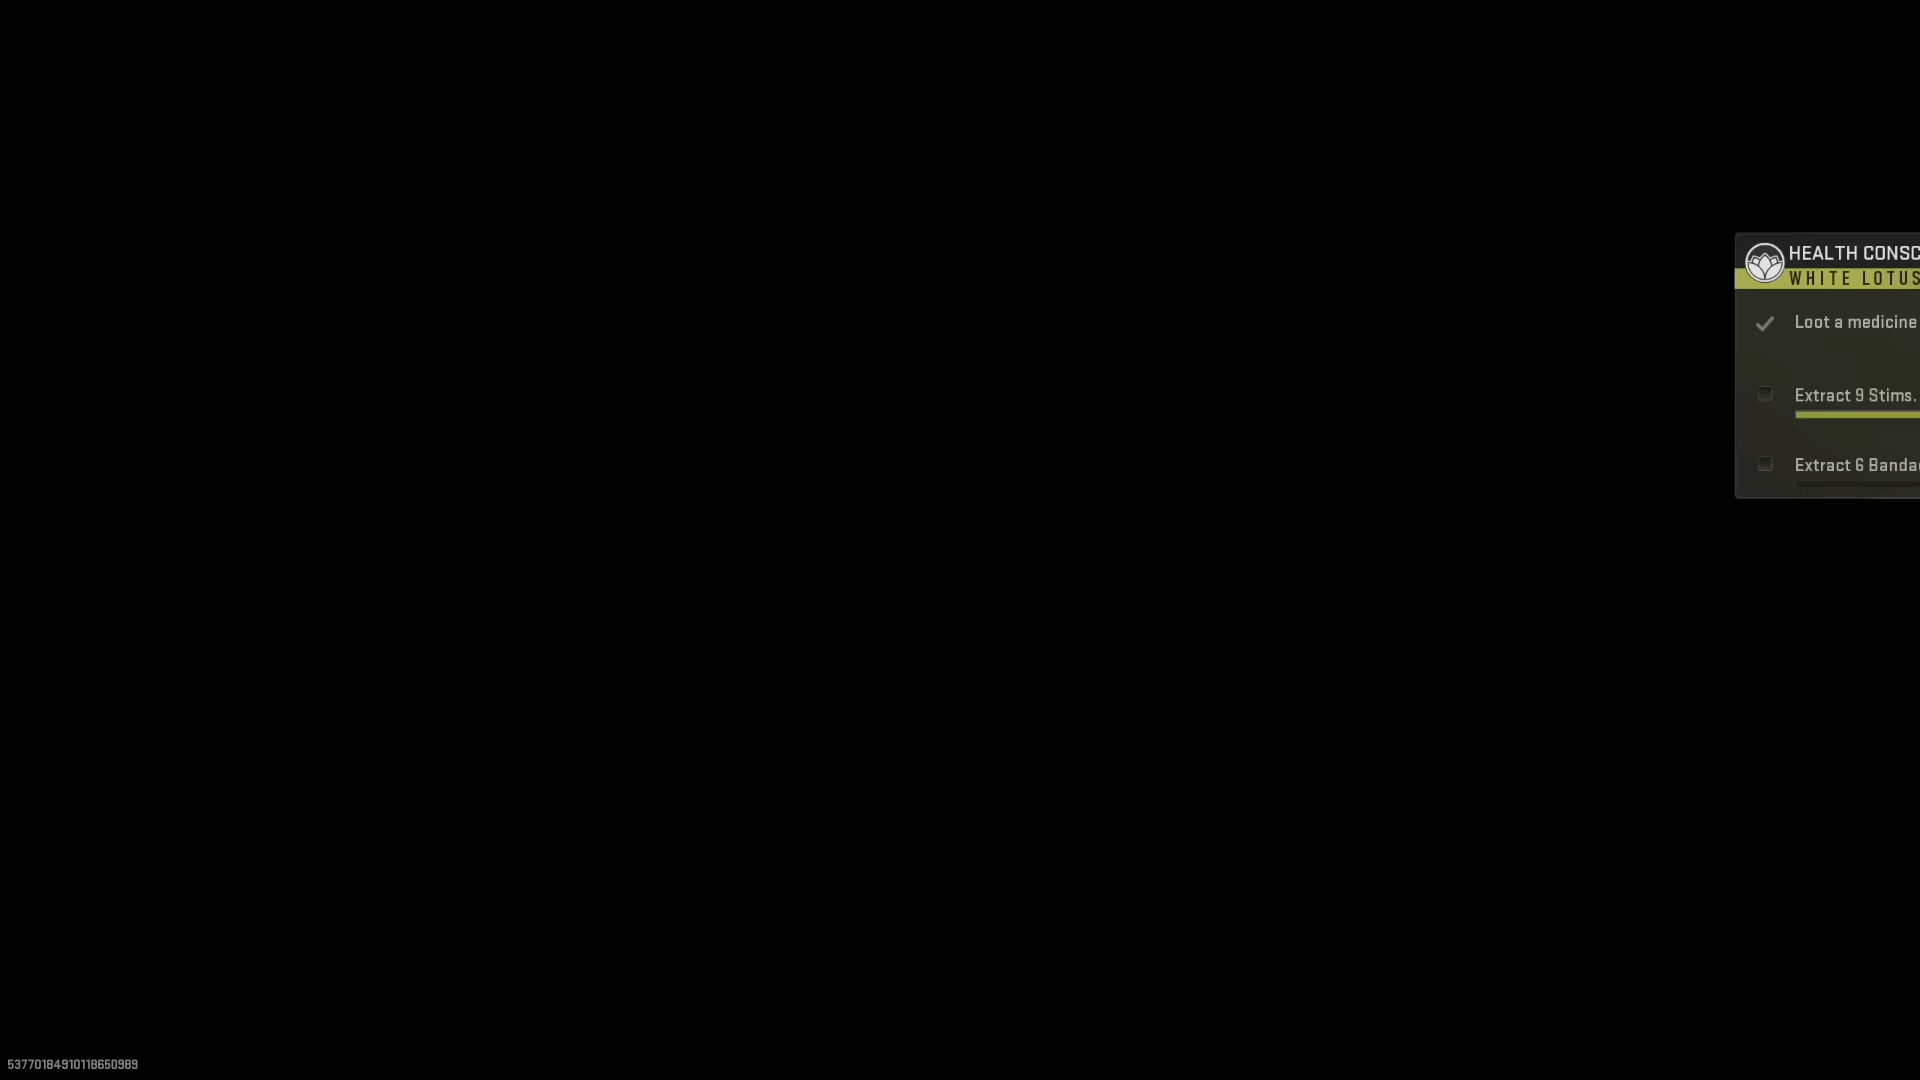 HEALTH CONSC
WHITE LOTUS
Loot a medicine
Extract 9 Stims.
Extract 6 Banda
53770184910118650989